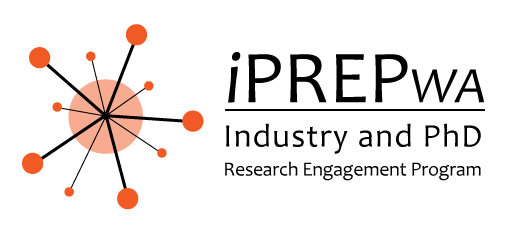 iPREPWA
Industry and PhD
Research Engagement Program